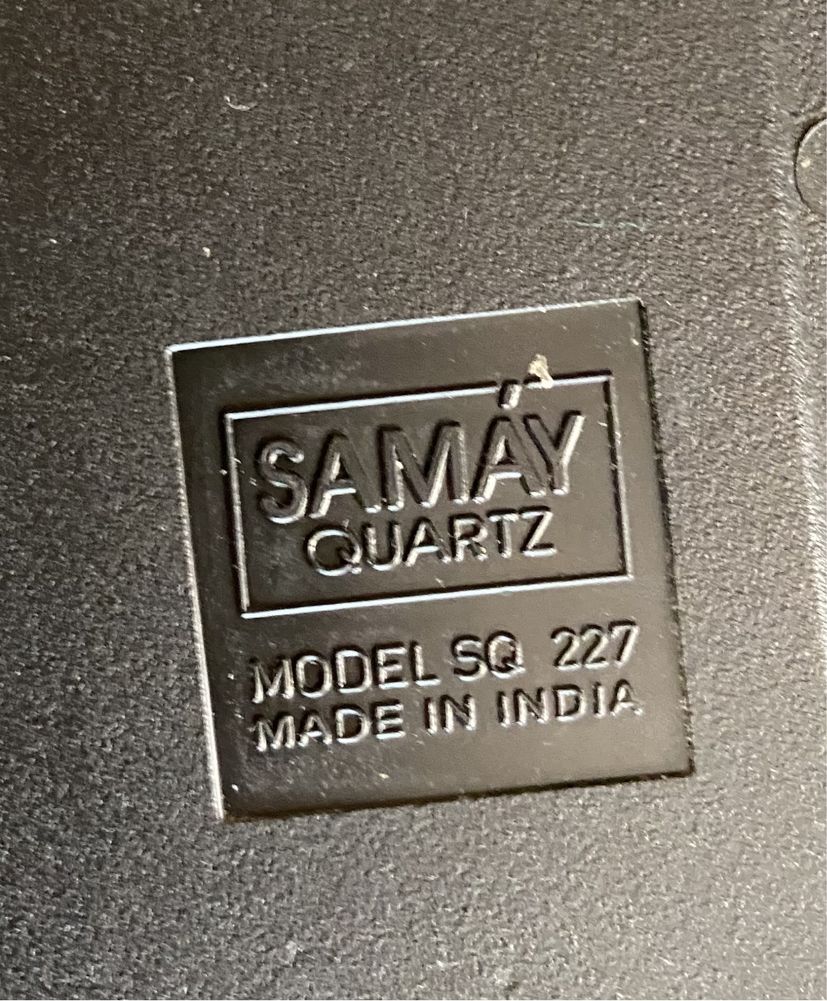 SAMÁY
QUARTZ
MODEL SQ 227
MADE IN INDIA